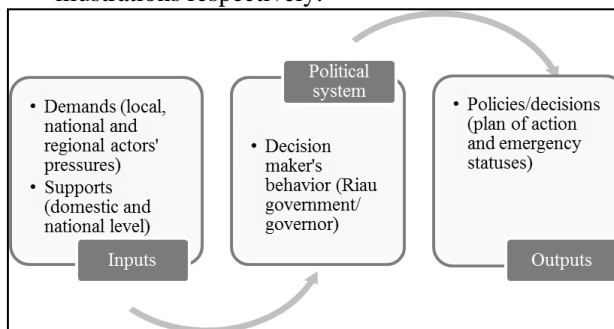 illustrations respectively.
• Demands (local,
national and
regional actors'
pressures)
• Supports
(domestic and
national level)
Inputs
Political
system
• Decision
maker's
behavior (Riau
government/
governor)
• Policies/decisions
(plan of action
and emergency
statuses)
Outputs